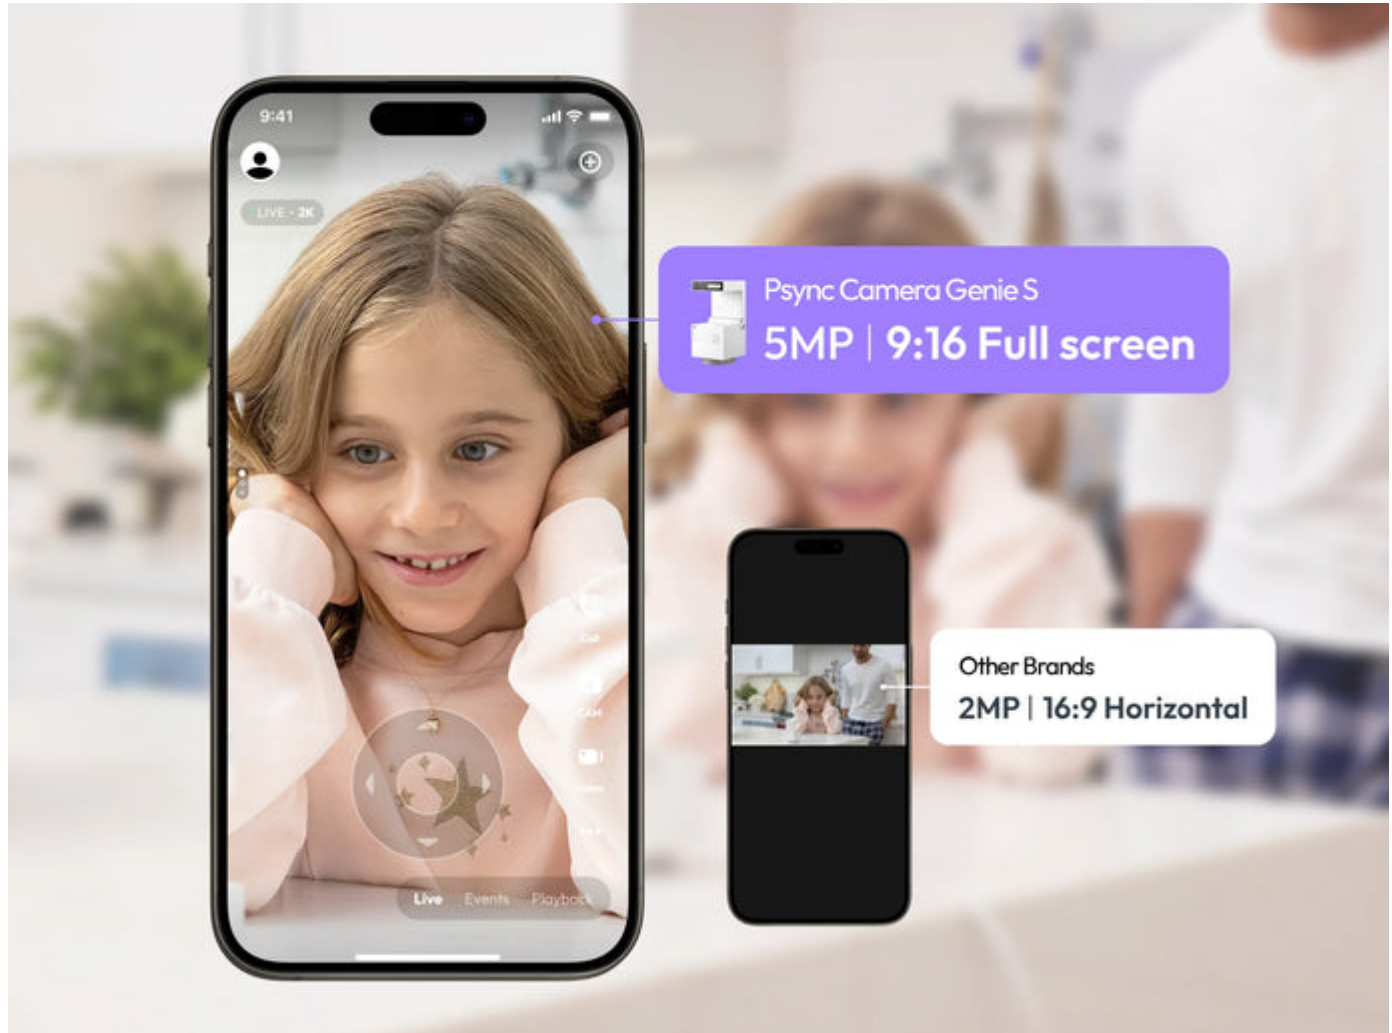 9:41
LIVE - 2K
Psync Camera Genie S
5MP | 9:16 Full screen
Other Brands
2MP | 16:9 Horizontal
Live Events Playback